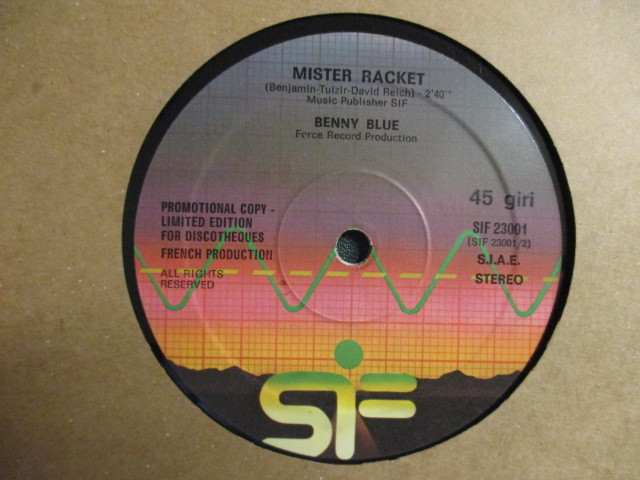 MISTER RACKET
(Benjamin-Tuizir-David Reich) - 2'40''
Music Publisher SIF
BENNY BLUE
Force Record Production
PROMOTIONAL COPY -
LIMITED EDITION
FOR DISCOTHEQUES
FRENCH PRODUCTION
ALL RIGHTS
RESERVED
45 giri
SIF 23001
(SIF 23001/2)
S.I.A.E.
STEREO
SIF